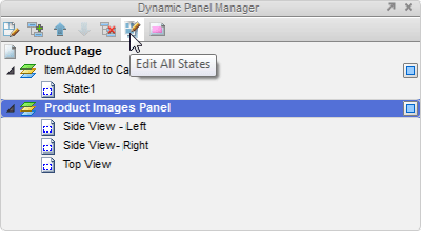 Dynamic Panel Manager
Edit All States
Product Page
Item Added to Ca
State1
Product Images Panel
Side View - Left
Side View- Right
Top View